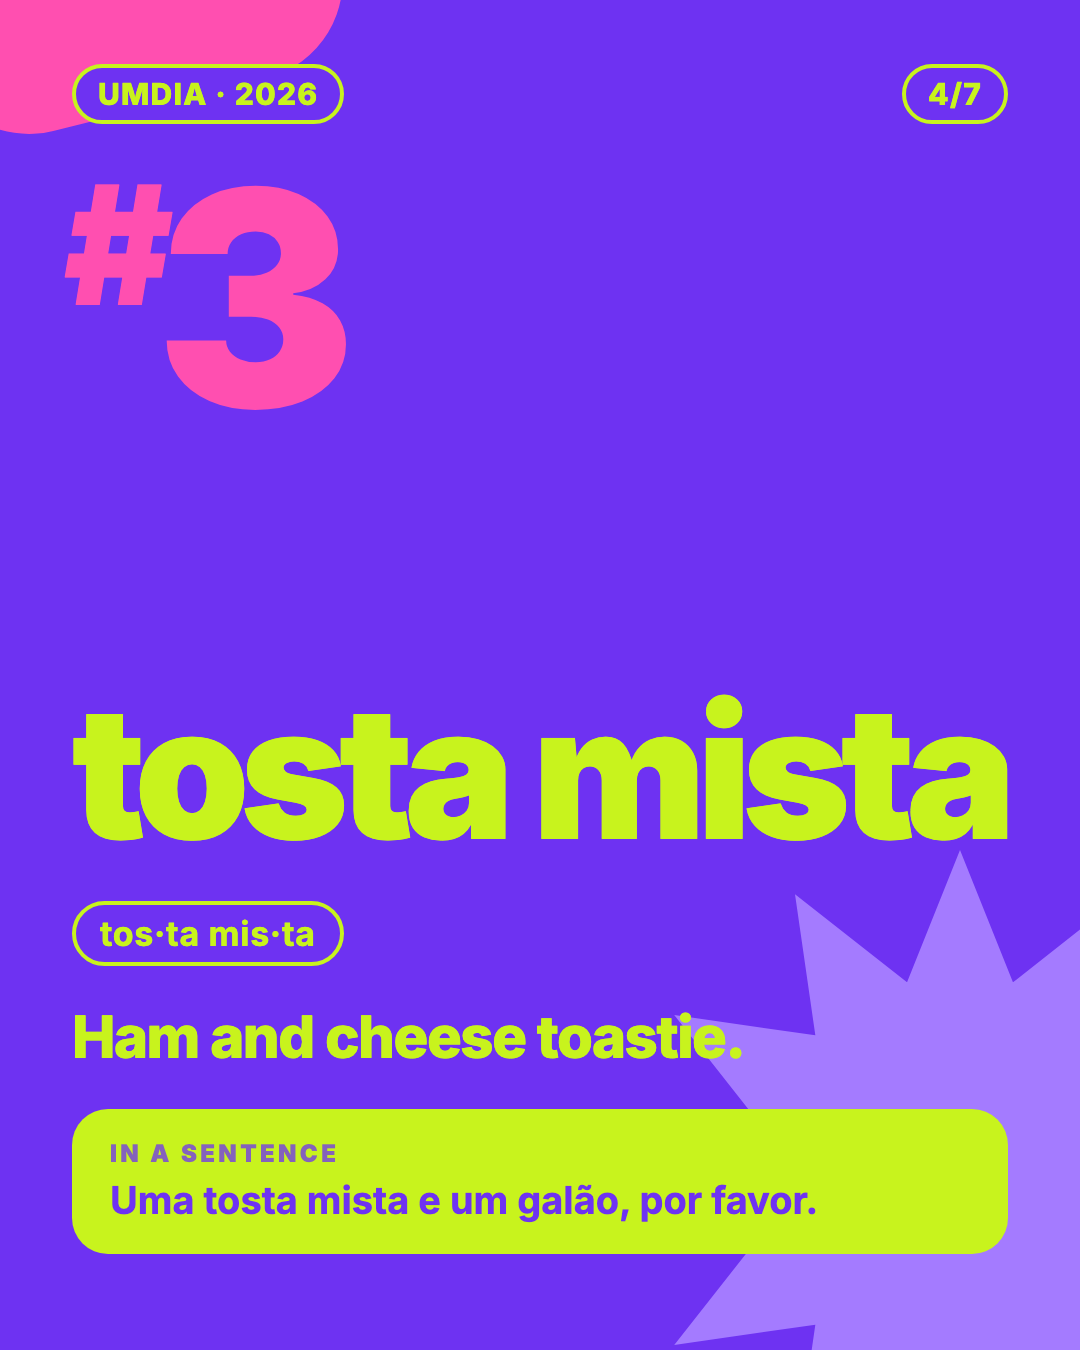 UMDIA · 2026
4/7
#3
tosta mista
tos·ta mis·ta
Ham and cheese toastie.
IN A SENTENCE
Uma tosta mista e um galão, por favor.